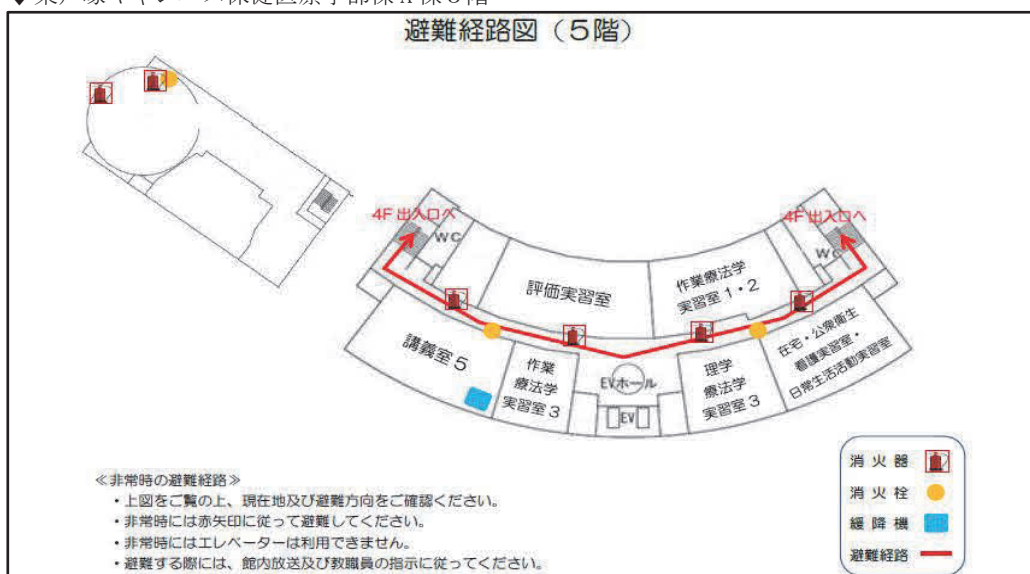 避難経路図（5階）
4F 出入口へ
WC
4F 出入口へ
WC
評価実習室
作業療法学
実習室1・2
講義室5
作業
療法学
実習室3
EVホール
EV
理学
療法学
実習室3
在宅・公衆衛生
看護実習室・
日常生活活動実習室
消火器
消火栓
緩降機
避難経路
≪非常時の避難経路≫
・上図をご覧の上、現在地及び避難方向をご確認ください。
・非常時には赤矢印に従って避難してください。
・非常時にはエレベーターは利用できません。
・避難する際には、館内放送及び教職員の指示に従ってください。